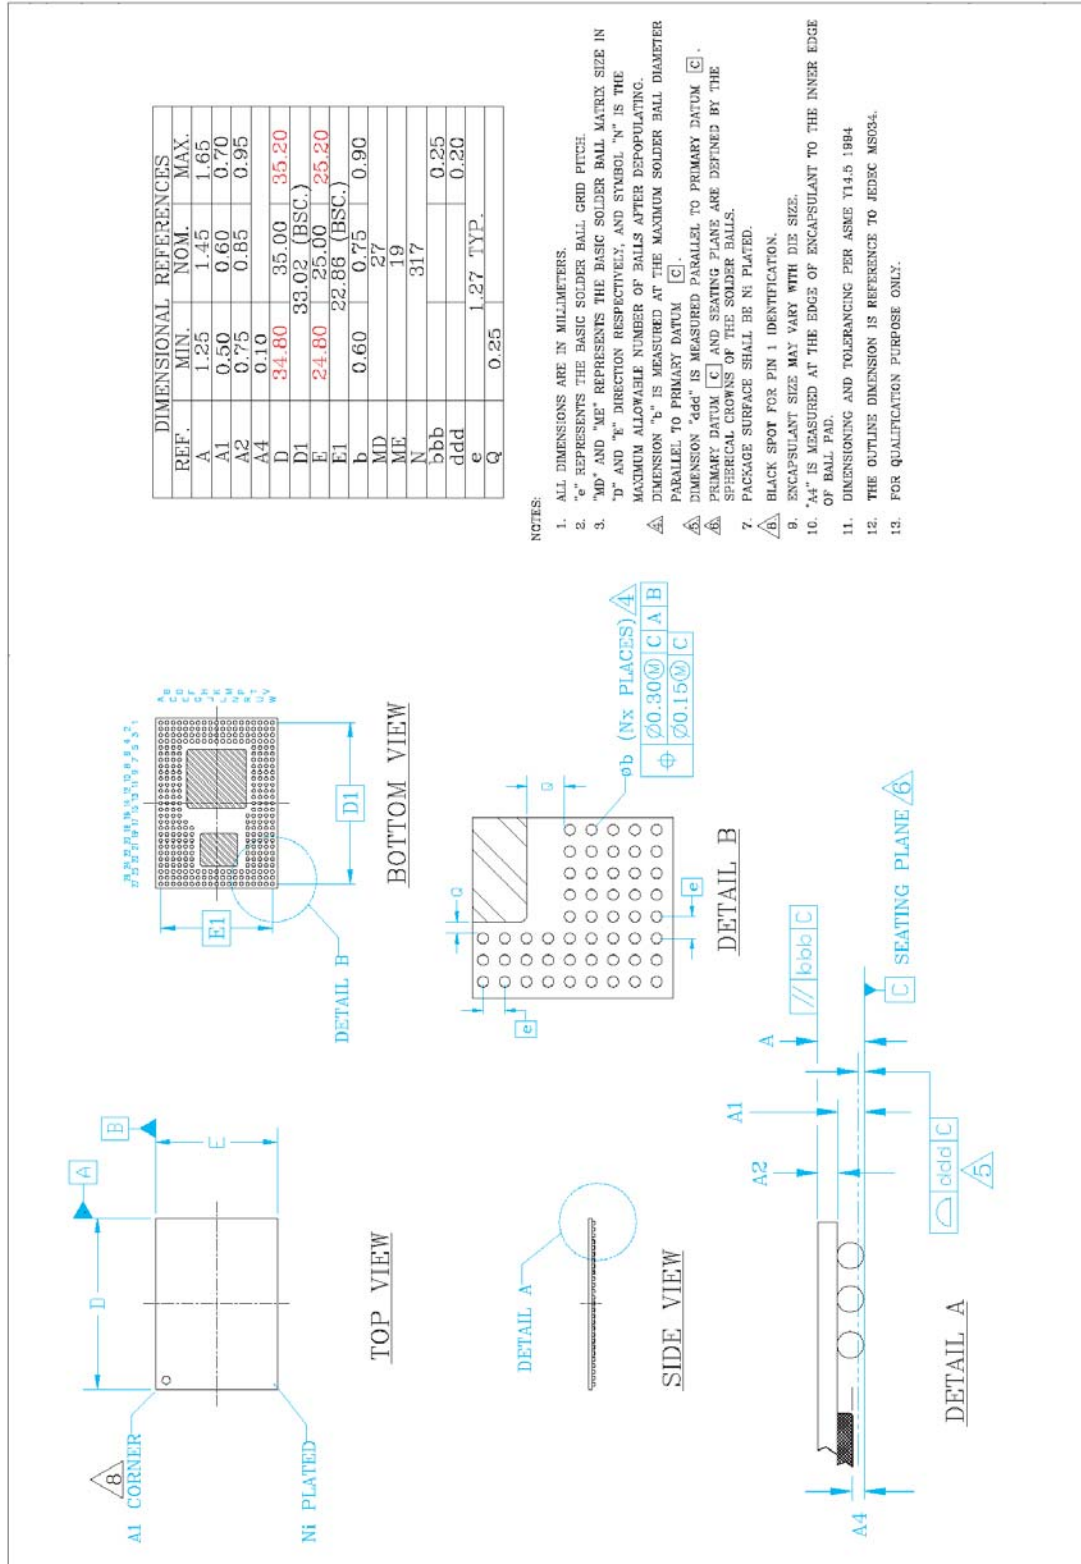 DIMENSIONAL REFERENCES
REF. MIN. NOM. MAX.
A 1.25 1.45 1.65
A1 0.50 0.60 0.70
A2 0.75 0.85 0.95
A4 0.10
D 34.80 35.00 35.20
D1 33.02 (BSC.)
E 24.80 25.00 25.20
E1 22.86 (BSC.)
b 0.60 0.75 0.90
MD 27
ME 19
N 317
bbb 0.25
ddd 0.20
e 1.27 TYP.
Q 0.25
NOTES:
1. ALL DIMENSIONS ARE IN MILLIMETERS.
2. "e" REPRESENTS THE BASIC SOLDER BALL GRID PITCH.
3. "MD" AND "ME" REPRESENTS THE BASIC SOLDER BALL MATRIX SIZE IN
"D" AND "E" DIRECTION RESPECTIVELY, AND SYMBOL "N" IS THE
MAXIMUM ALLOWABLE NUMBER OF BALLS AFTER DEPOPULATING.
4. DIMENSION "b" IS MEASURED AT THE MAXIMUM SOLDER BALL DIAMETER
PARALLEL TO PRIMARY DATUM C .
5. DIMENSION "ddd" IS MEASURED PARALLEL TO PRIMARY DATUM C .
6. PRIMARY DATUM C AND SEATING PLANE ARE DEFINED BY THE
SPHERICAL CROWNS OF THE SOLDER BALLS.
7. PACKAGE SURFACE SHALL BE Ni PLATED.
8. BLACK SPOT FOR PIN 1 IDENTIFICATION.
9. ENCAPSULANT SIZE MAY VARY WITH DIE SIZE.
10. "A4" IS MEASURED AT THE EDGE OF ENCAPSULANT TO THE INNER EDGE
OF BALL PAD.
11. DIMENSIONING AND TOLERANCING PER ASME Y14.5 1994
12. THE OUTLINE DIMENSION IS REFERENCE TO JEDEC MS034.
13. FOR QUALIFICATION PURPOSE ONLY.
8
A1 CORNER
D
A
B
E
Ni PLATED
TOP VIEW
E1
D1
DETAIL B
BOTTOM VIEW
DETAIL A
SIDE VIEW
Q
Q
e
e
øb (Nx PLACES) 4
⌖ Ø0.30Ⓜ C A B
Ø0.15Ⓜ C
DETAIL B
A4
A2
A1
A
// bbb C
⌓ ddd C
5
C SEATING PLANE 6
DETAIL A